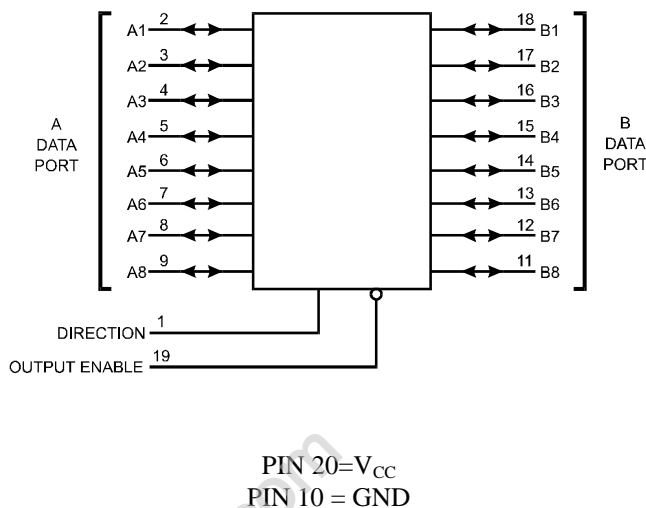 A1 2 18 B1
A2 3 17 B2
A3 4 16 B3
A4 5 15 B4
A5 6 14 B5
A6 7 13 B6
A7 8 12 B7
A8 9 11 B8
A
DATA
PORT
B
DATA
PORT
DIRECTION 1
OUTPUT ENABLE 19
PIN 20=VCC
PIN 10 = GND
om